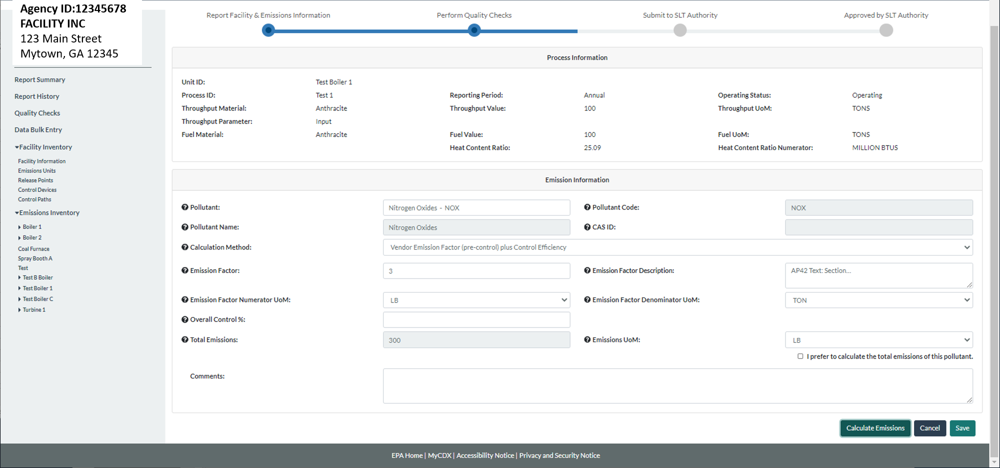 Agency ID:12345678
FACILITY INC
123 Main Street
Mytown, GA 12345
Report Summary
Report History
Quality Checks
Data Bulk Entry
Facility Inventory
Facility Information
Emissions Units
Release Points
Control Devices
Control Paths
Emissions Inventory
Boiler 1
Boiler 2
Coal Furnace
Spray Booth A
Test
Test B Boiler
Test Boiler 1
Test Boiler C
Turbine 1
Report Facility & Emissions Information Perform Quality Checks Submit to SLT Authority Approved by SLT Authority
Process Information
Unit ID: Test Boiler 1
Process ID: Test 1 Reporting Period: Annual Operating Status: Operating
Throughput Material: Anthracite Throughput Value: 100 Throughput UoM: TONS
Throughput Parameter: Input
Fuel Material: Anthracite Fuel Value: 100 Fuel UoM: TONS
Heat Content Ratio: 25.09 Heat Content Ratio Numerator: MILLION BTUS
Emission Information
Pollutant: Nitrogen Oxides - NOX Pollutant Code: NOX
Pollutant Name: Nitrogen Oxides CAS ID:
Calculation Method: Vendor Emission Factor (pre-control) plus Control Efficiency
Emission Factor: 3 Emission Factor Description: AP42 Text: Section...
Emission Factor Numerator UoM: LB Emission Factor Denominator UoM: TON
Overall Control %:
Total Emissions: 300 Emissions UoM: LB
I prefer to calculate the total emissions of this pollutant.
Comments:
Calculate Emissions Cancel Save
EPA Home | MyCDX | Accessibility Notice | Privacy and Security Notice